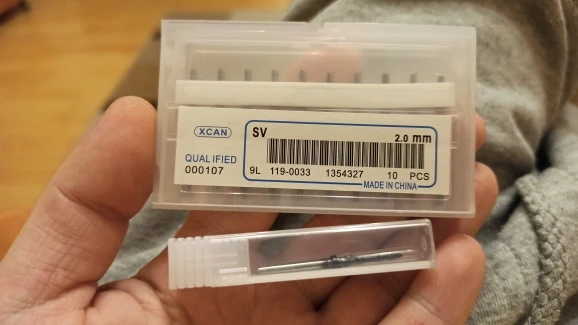 XCAN
SV 2.0 mm
QUALIFIED
000107
9L 119-0033 1354327 10 PCS
MADE IN CHINA